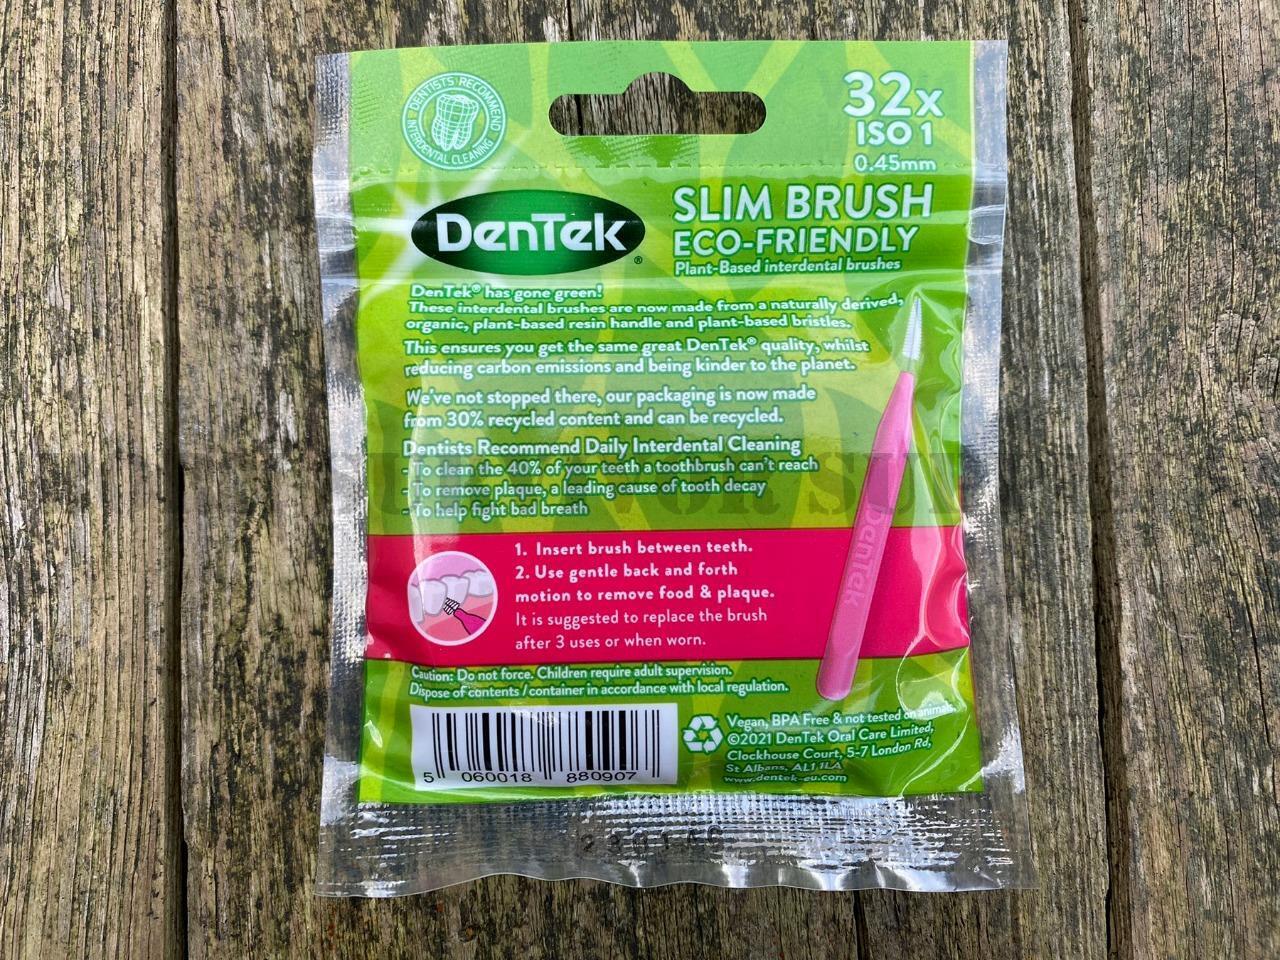 DENTISTS RECOMMEND
INTERDENTAL CLEANING
32x
ISO 1
0.45mm
DenTek®
SLIM BRUSH
ECO-FRIENDLY
Plant-Based interdental brushes
DenTek® has gone green!
These interdental brushes are now made from a naturally derived,
organic, plant-based resin handle and plant-based bristles.
This ensures you get the same great DenTek® quality, whilst
reducing carbon emissions and being kinder to the planet.
We've not stopped there, our packaging is now made
from 30% recycled content and can be recycled.
Dentists Recommend Daily Interdental Cleaning
- To clean the 40% of your teeth a toothbrush can't reach
- To remove plaque, a leading cause of tooth decay
- To help fight bad breath
DenTek
1. Insert brush between teeth.
2. Use gentle back and forth
motion to remove food & plaque.
It is suggested to replace the brush
after 3 uses or when worn.
Caution: Do not force. Children require adult supervision.
Dispose of contents / container in accordance with local regulation.
5 060018 880907
Vegan, BPA Free & not tested on animals.
©2021 DenTek Oral Care Limited,
Clockhouse Court, 5-7 London Rd,
St Albans, AL1 1LA
www.dentek-eu.com